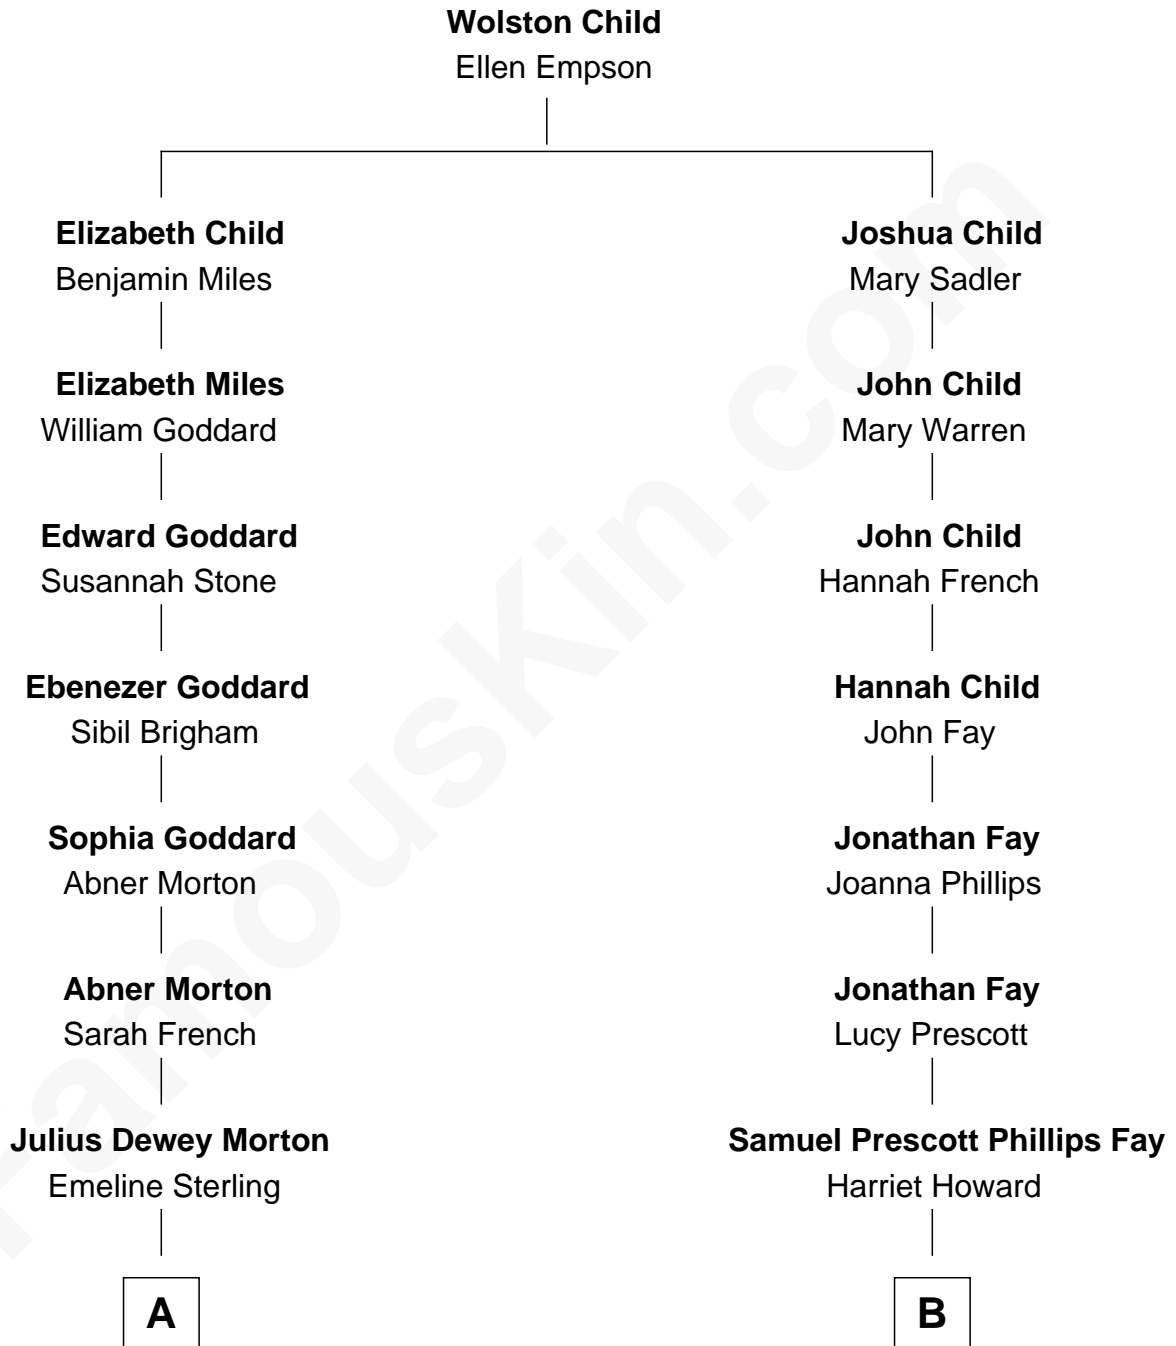 Wolston Child
Ellen Empson
Elizabeth Child
Benjamin Miles
Joshua Child
Mary Sadler
Elizabeth Miles
William Goddard
John Child
Mary Warren
Edward Goddard
Susannah Stone
John Child
Hannah French
Ebenezer Goddard
Sibil Brigham
Hannah Child
John Fay
Sophia Goddard
Abner Morton
Jonathan Fay
Joanna Phillips
Abner Morton
Sarah French
Jonathan Fay
Lucy Prescott
Julius Dewey Morton
Emeline Sterling
Samuel Prescott Phillips Fay
Harriet Howard
A
B
FamousKin.com